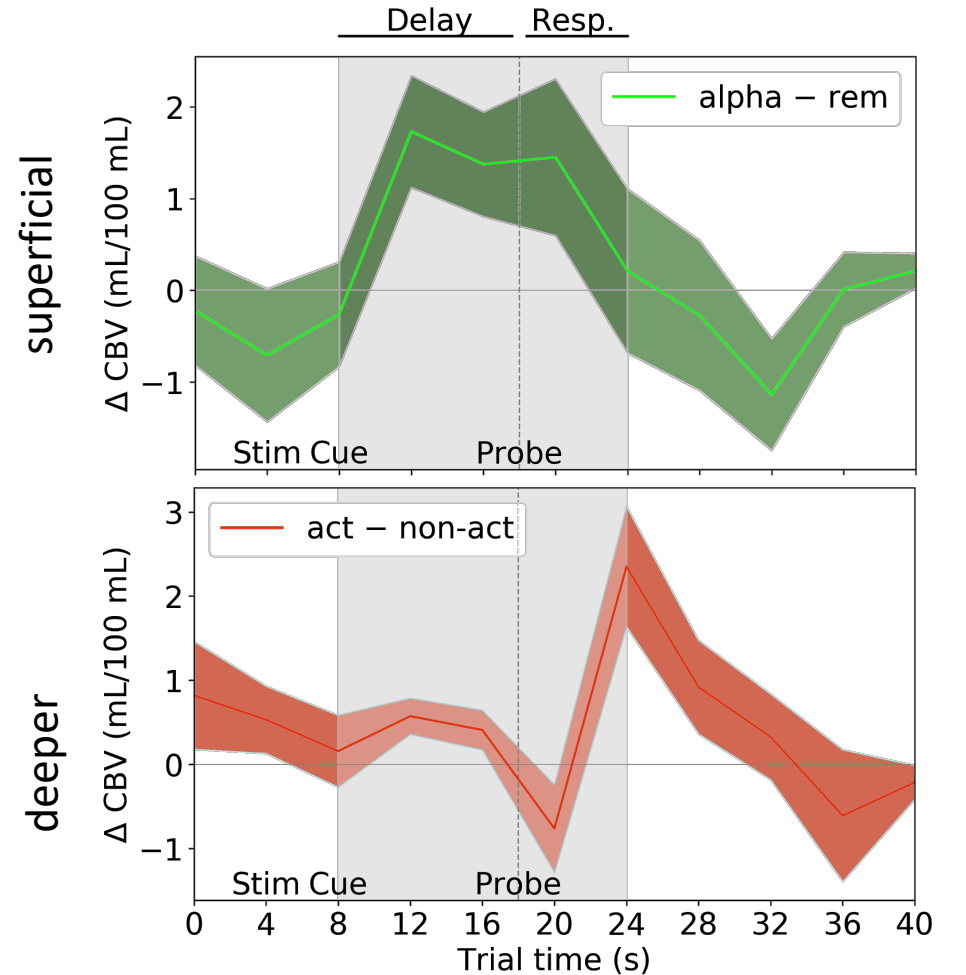 Delay Resp.
superficial
Δ CBV (mL/100 mL)
2
1
0
−1
alpha − rem
Stim Cue Probe
deeper
Δ CBV (mL/100 mL)
3
2
1
0
−1
act − non-act
Stim Cue Probe
0 4 8 12 16 20 24 28 32 36 40
Trial time (s)